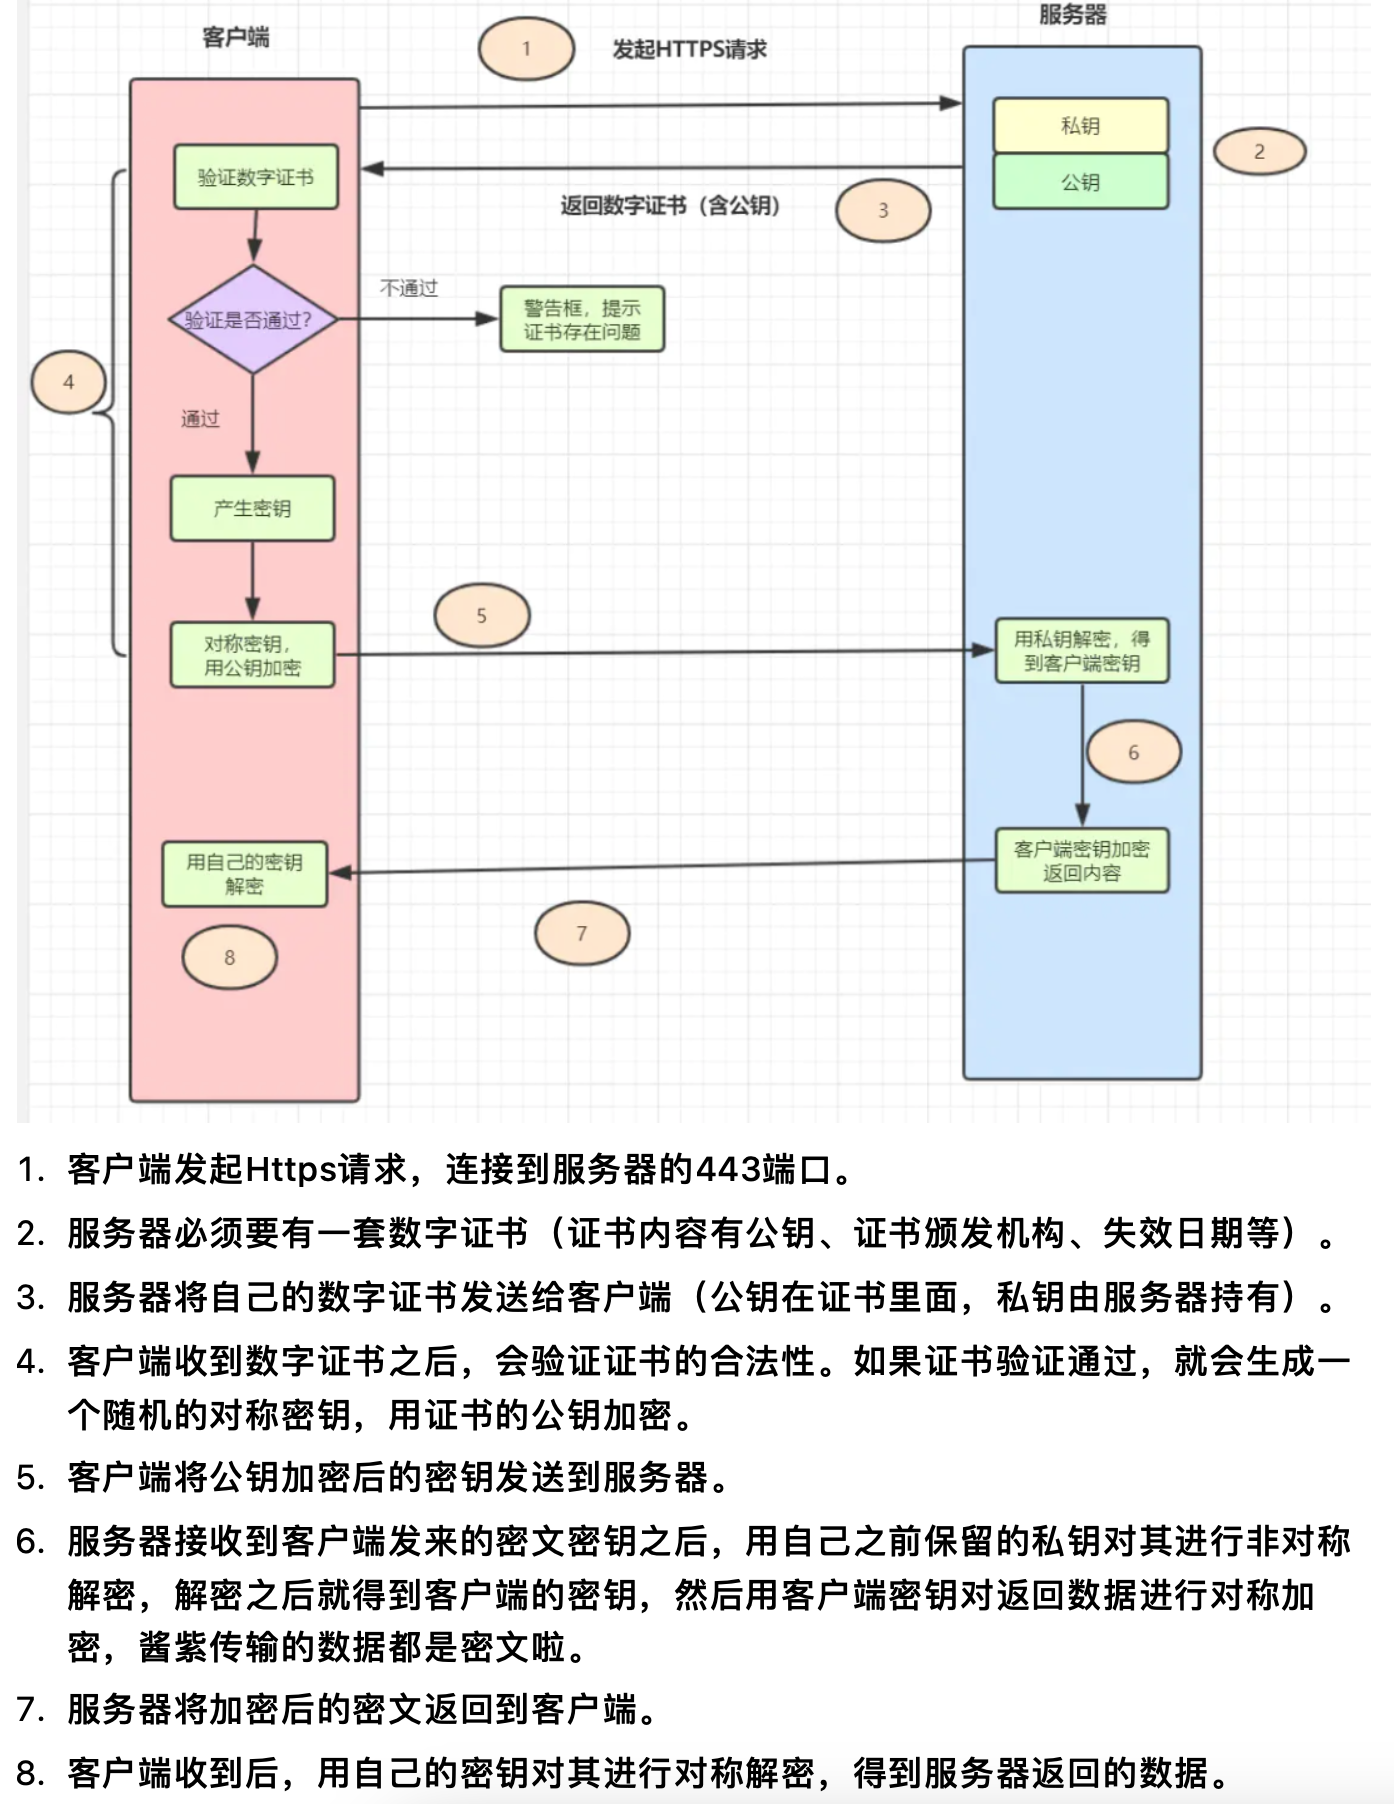 客户端
服务器
1
发起HTTPS请求
私钥
2
公钥
验证数字证书
返回数字证书（含公钥）
3
不通过
验证是否通过？
警告框，提示
证书存在问题
4
通过
产生密钥
5
对称密钥，
用公钥加密
用私钥解密，得
到客户端密钥
6
客户端密钥加密
返回内容
用自己的密钥
解密
7
8
1. 客户端发起Https请求，连接到服务器的443端口。
2. 服务器必须要有一套数字证书（证书内容有公钥、证书颁发机构、失效日期等）。
3. 服务器将自己的数字证书发送给客户端（公钥在证书里面，私钥由服务器持有）。
4. 客户端收到数字证书之后，会验证证书的合法性。如果证书验证通过，就会生成一
个随机的对称密钥，用证书的公钥加密。
5. 客户端将公钥加密后的密钥发送到服务器。
6. 服务器接收到客户端发来的密文密钥之后，用自己之前保留的私钥对其进行非对称
解密，解密之后就得到客户端的密钥，然后用客户端密钥对返回数据进行对称加
密，酱紫传输的数据都是密文啦。
7. 服务器将加密后的密文返回到客户端。
8. 客户端收到后，用自己的密钥对其进行对称解密，得到服务器返回的数据。